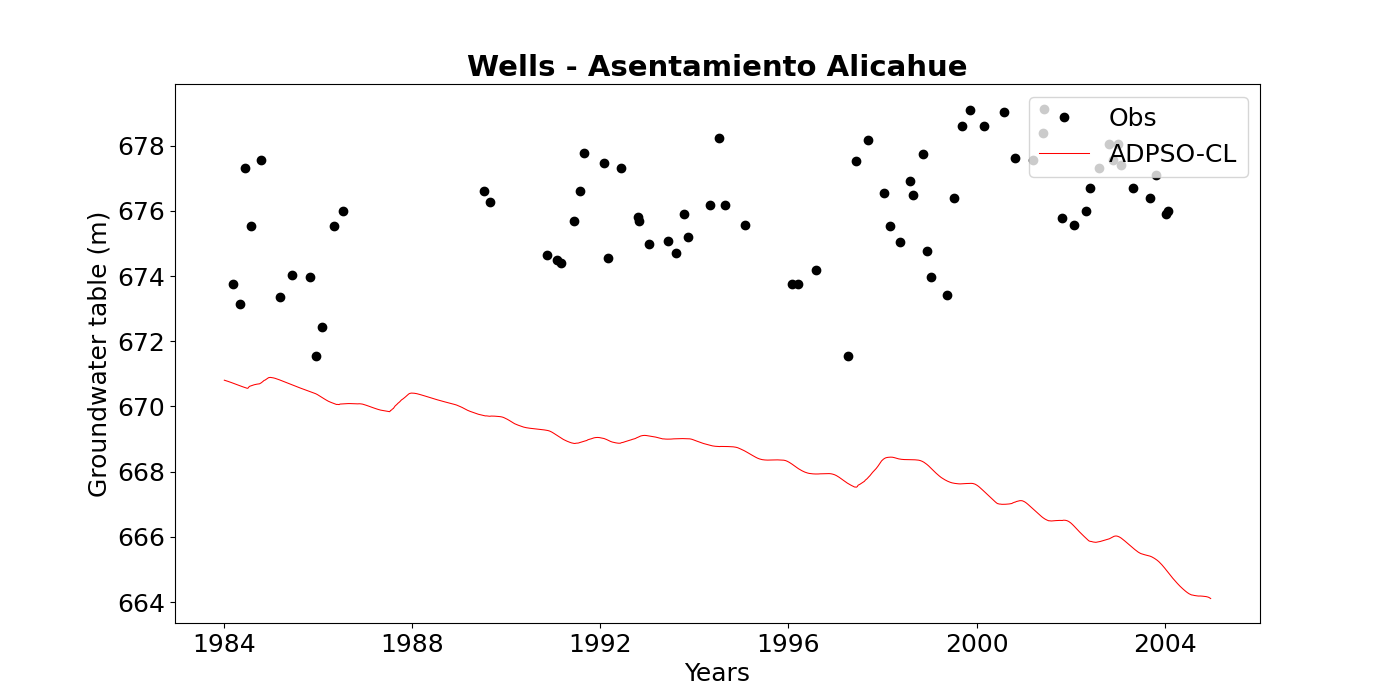 Wells - Asentamiento Alicahue
Obs
ADPSO-CL
Groundwater table (m)
678
676
674
672
670
668
666
664
1984 1988 1992 1996 2000 2004
Years